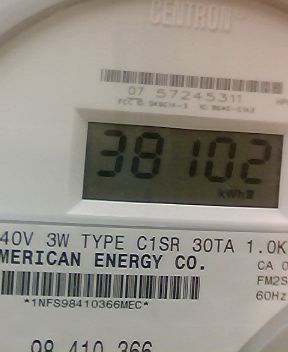 CENTRON®
07 57245311
38102
kWh
40V 3W TYPE C1SR 30TA 1.0K
MERICAN ENERGY CO.
CA 0
FM2S
60Hz
*1NFS98410366MEC*
98 410 366